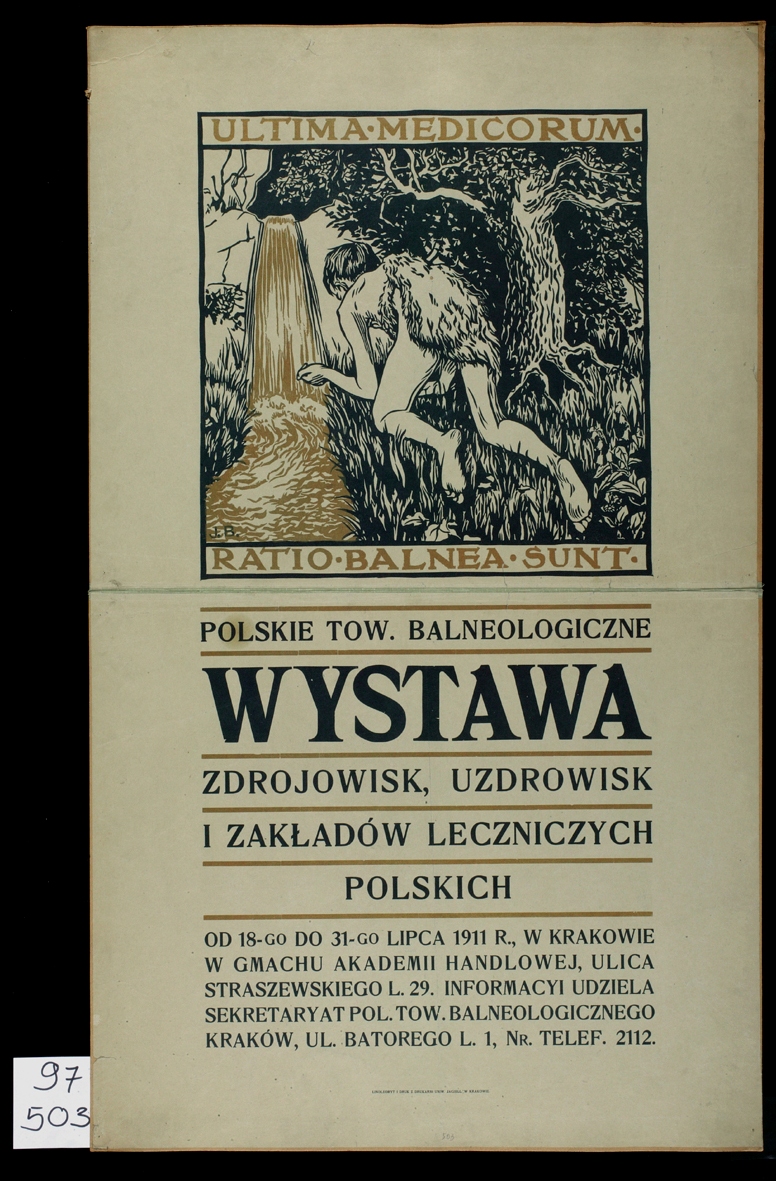 ULTIMA·MEDICORUM·
J.B.
RATIO·BALNEA·SUNT·
POLSKIE TOW. BALNEOLOGICZNE
WYSTAWA
ZDROJOWISK, UZDROWISK
I ZAKŁADÓW LECZNICZYCH
POLSKICH
OD 18-GO DO 31-GO LIPCA 1911 R., W KRAKOWIE
W GMACHU AKADEMII HANDLOWEJ, ULICA
STRASZEWSKIEGO L. 29. INFORMACYI UDZIELA
SEKRETARYAT POL. TOW. BALNEOLOGICZNEGO
KRAKÓW, UL. BATOREGO L. 1, NR. TELEF. 2112.
97
503
W KRAKOWIE
503